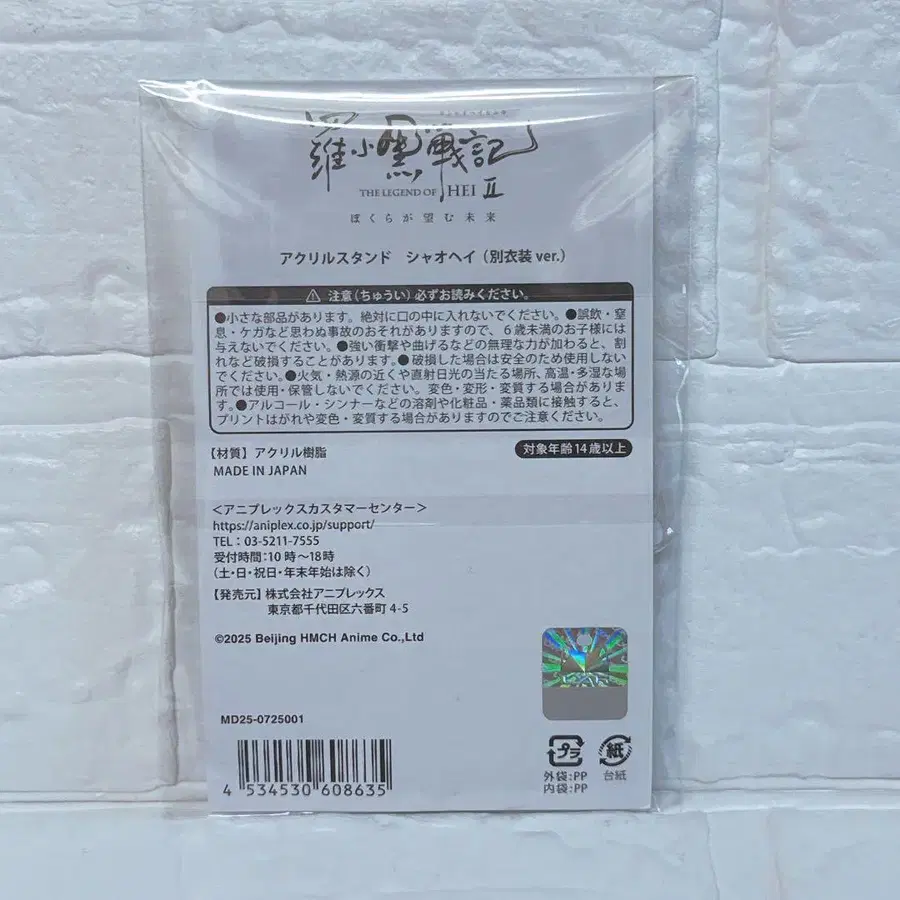 羅小黒戦記
THE LEGEND OF HEI II
ぼくらが望む未来
アクリルスタンド　シャオヘイ（別衣装 ver.）
⚠ 注意（ちゅうい）必ずお読みください。
●小さな部品があります。絶対に口の中に入れないでください。●誤飲・窒
息・ケガなど思わぬ事故のおそれがありますので、６歳未満のお子様には
与えないでください。●強い衝撃や曲げるなどの無理な力が加わると、割
れなど破損することがあります。●破損した場合は安全のため使用しない
でください。●火気・熱源の近くや直射日光の当たる場所、高温・多湿な場
所では使用・保管しないでください。変色・変形・変質する場合がありま
す。●アルコール・シンナーなどの溶剤や化粧品・薬品類に接触すると、
プリントはがれや変色・変質する場合がありますのでご注意ください。
【材質】アクリル樹脂
対象年齢14歳以上
MADE IN JAPAN
＜アニプレックスカスタマーセンター＞
https://aniplex.co.jp/support/
TEL：03-5211-7555
受付時間：10時～18時
（土・日・祝日・年末年始は除く）
【発売元】株式会社アニプレックス
東京都千代田区六番町 4-5
©2025 Beijing HMCH Anime Co.,Ltd
MD25-0725001
4 534530 608635
プラ
外袋:PP
内袋:PP
紙
台紙